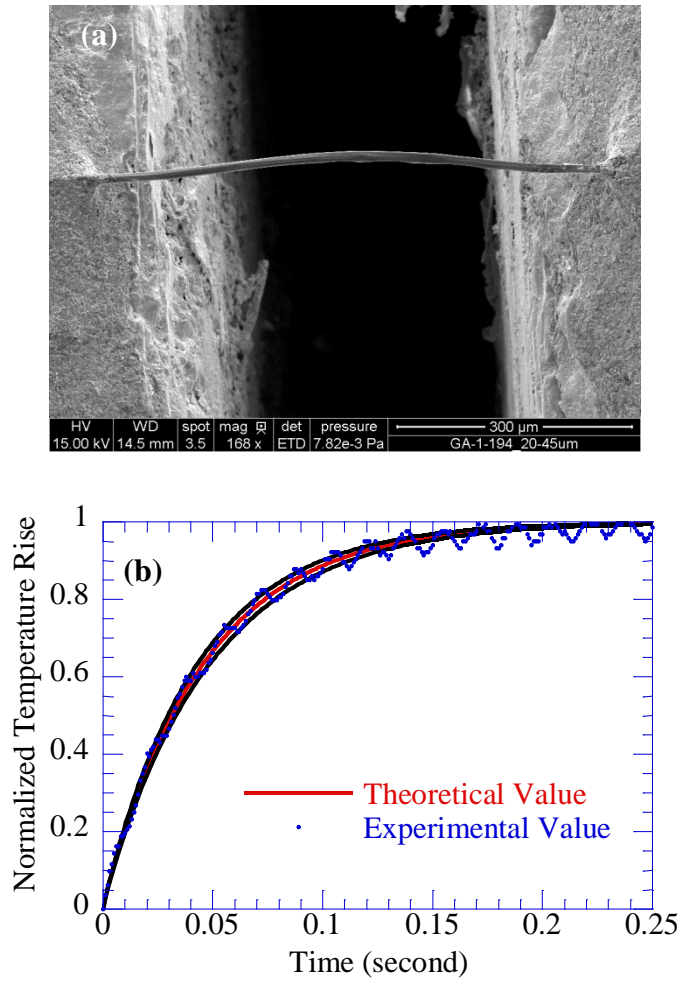 (a)
HV WD spot mag det pressure 300 µm
15.00 kV 14.5 mm 3.5 168 x ETD 7.82e-3 Pa GA-1-194_20-45um
(b)
Normalized Temperature Rise
1
0.8
0.6
0.4
0.2
0
Theoretical Value
Experimental Value
0 0.05 0.1 0.15 0.2 0.25
Time (second)